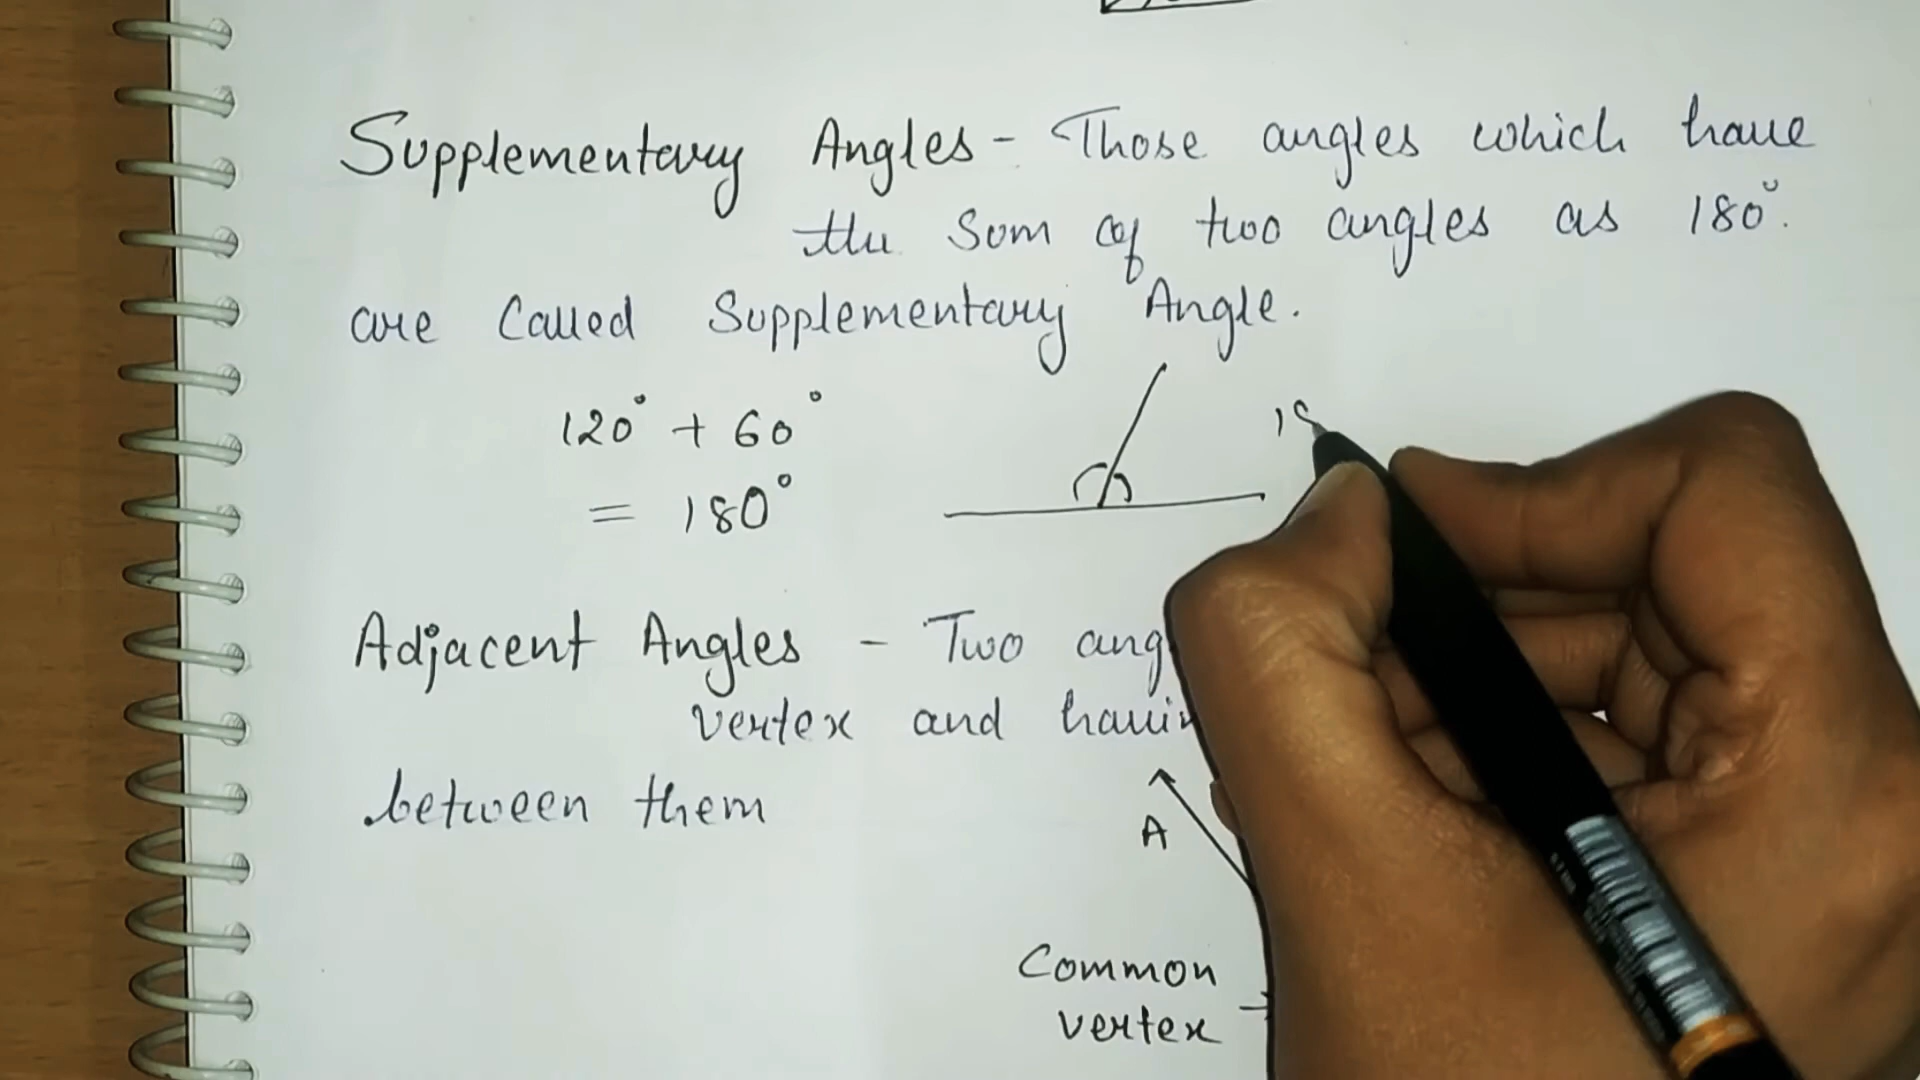 Supplementary Angles - Those angles which have
the Sum of two angles as 180°.
are Called Supplementary Angle.
120° + 60°
= 180°
18
Adjacent Angles - Two ang
vertex and havin
between them
A
Common
vertex